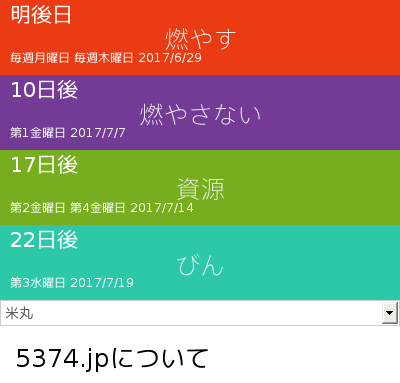 明後日
燃やす
毎週月曜日 毎週木曜日 2017/6/29
10日後
燃やさない
第1金曜日 2017/7/7
17日後
資源
第2金曜日 第4金曜日 2017/7/14
22日後
びん
第3水曜日 2017/7/19
米丸
5374.jpについて